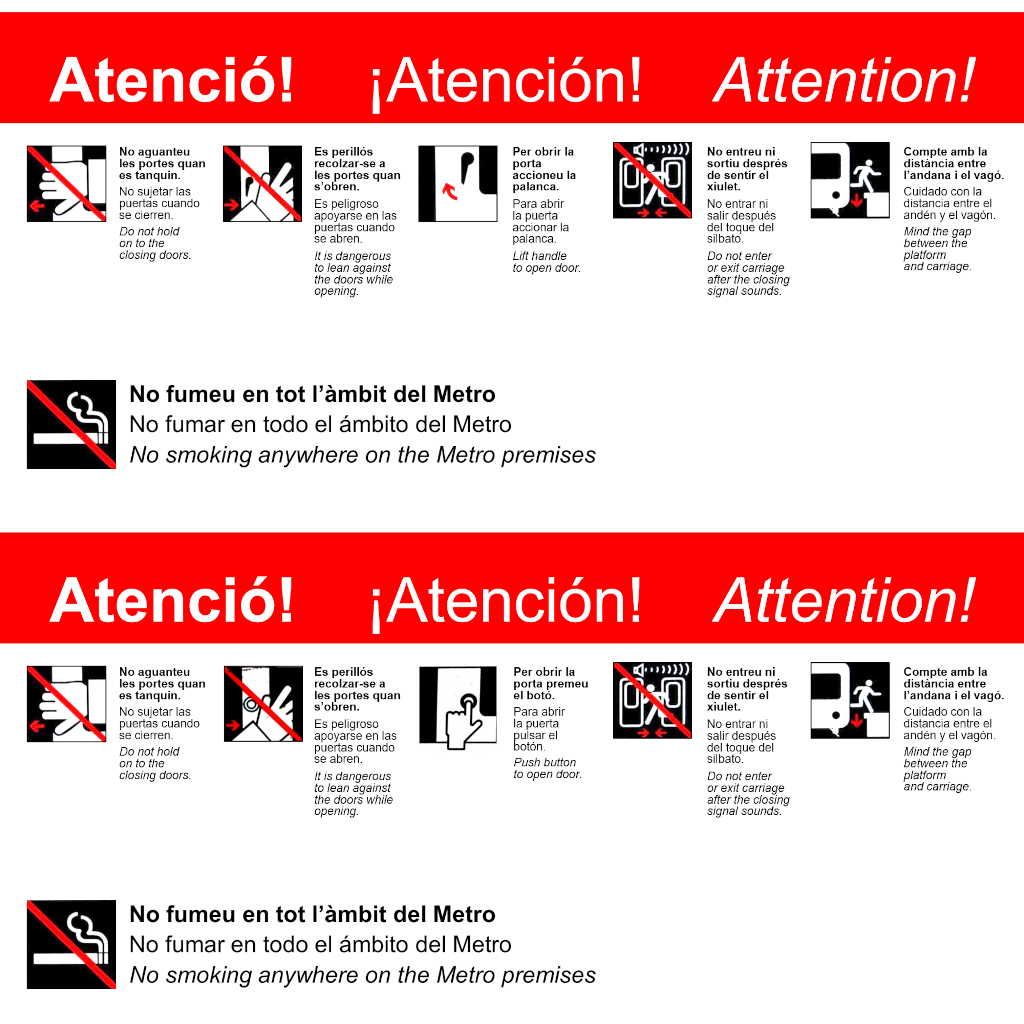 Atenció! ¡Atención! Attention!
No aguanteu
les portes quan
es tanquin.
No sujetar las
puertas cuando
se cierren.
Do not hold
on to the
closing doors.
Es perillós
recolzar-se a
les portes quan
s’obren.
Es peligroso
apoyarse en las
puertas cuando
se abren.
It is dangerous
to lean against
the doors while
opening.
Per obrir la
porta
accioneu la
palanca.
Para abrir
la puerta
accionar la
palanca.
Lift handle
to open door.
No entreu ni
sortiu després
de sentir el
xiulet.
No entrar ni
salir después
del toque del
silbato.
Do not enter
or exit carriage
after the closing
signal sounds.
Compte amb la
distància entre
l’andana i el vagó.
Cuidado con la
distancia entre el
andén y el vagón.
Mind the gap
between the
platform
and carriage.
No fumeu en tot l’àmbit del Metro
No fumar en todo el ámbito del Metro
No smoking anywhere on the Metro premises
Atenció! ¡Atención! Attention!
No aguanteu
les portes quan
es tanquin.
No sujetar las
puertas cuando
se cierren.
Do not hold
on to the
closing doors.
Es perillós
recolzar-se a
les portes quan
s’obren.
Es peligroso
apoyarse en las
puertas cuando
se abren.
It is dangerous
to lean against
the doors while
opening.
Per obrir la
porta premeu
el botó.
Para abrir
la puerta
pulsar el
botón.
Push button
to open door.
No entreu ni
sortiu després
de sentir el
xiulet.
No entrar ni
salir después
del toque del
silbato.
Do not enter
or exit carriage
after the closing
signal sounds.
Compte amb la
distància entre
l’andana i el vagó.
Cuidado con la
distancia entre el
andén y el vagón.
Mind the gap
between the
platform
and carriage.
No fumeu en tot l’àmbit del Metro
No fumar en todo el ámbito del Metro
No smoking anywhere on the Metro premises